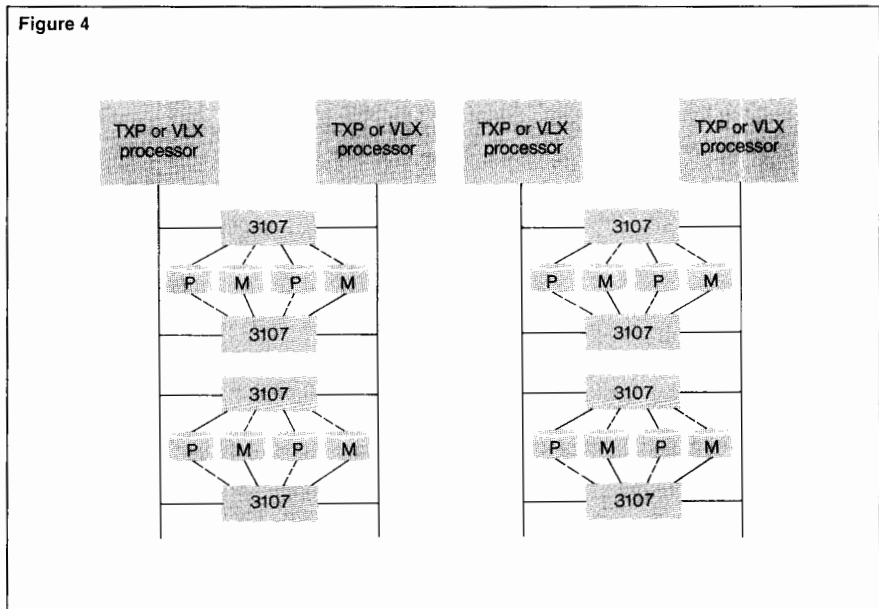 Figure 4
TXP or VLX
processor
TXP or VLX
processor
TXP or VLX
processor
TXP or VLX
processor
3107
3107
P M P M
P M P M
3107
3107
3107
3107
P M P M
P M P M
3107
3107